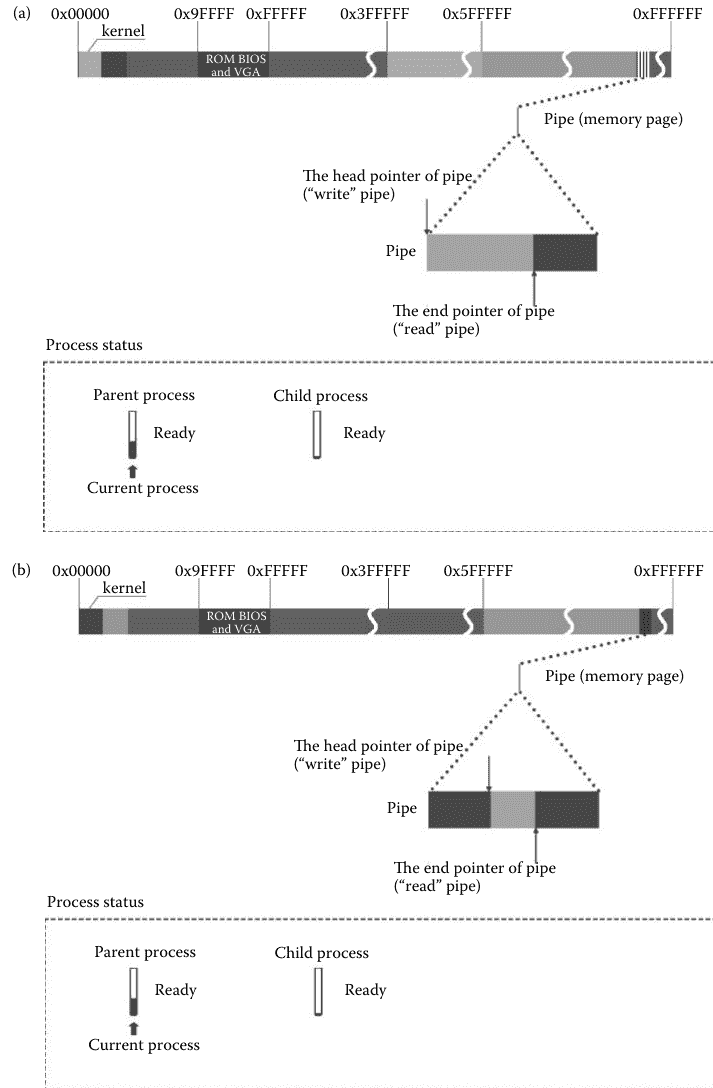 (a)
0x00000 0x9FFFF 0xFFFFF 0x3FFFFF 0x5FFFFF 0xFFFFFF
kernel
ROM BIOS
and VGA
Pipe (memory page)
The head pointer of pipe
(“write” pipe)
Pipe
The end pointer of pipe
(“read” pipe)
Process status
Parent process Child process
Ready Ready
Current process
(b)
0x00000 0x9FFFF 0xFFFFF 0x3FFFFF 0x5FFFFF 0xFFFFFF
kernel
ROM BIOS
and VGA
Pipe (memory page)
The head pointer of pipe
(“write” pipe)
Pipe
The end pointer of pipe
(“read” pipe)
Process status
Parent process Child process
Ready Ready
Current process